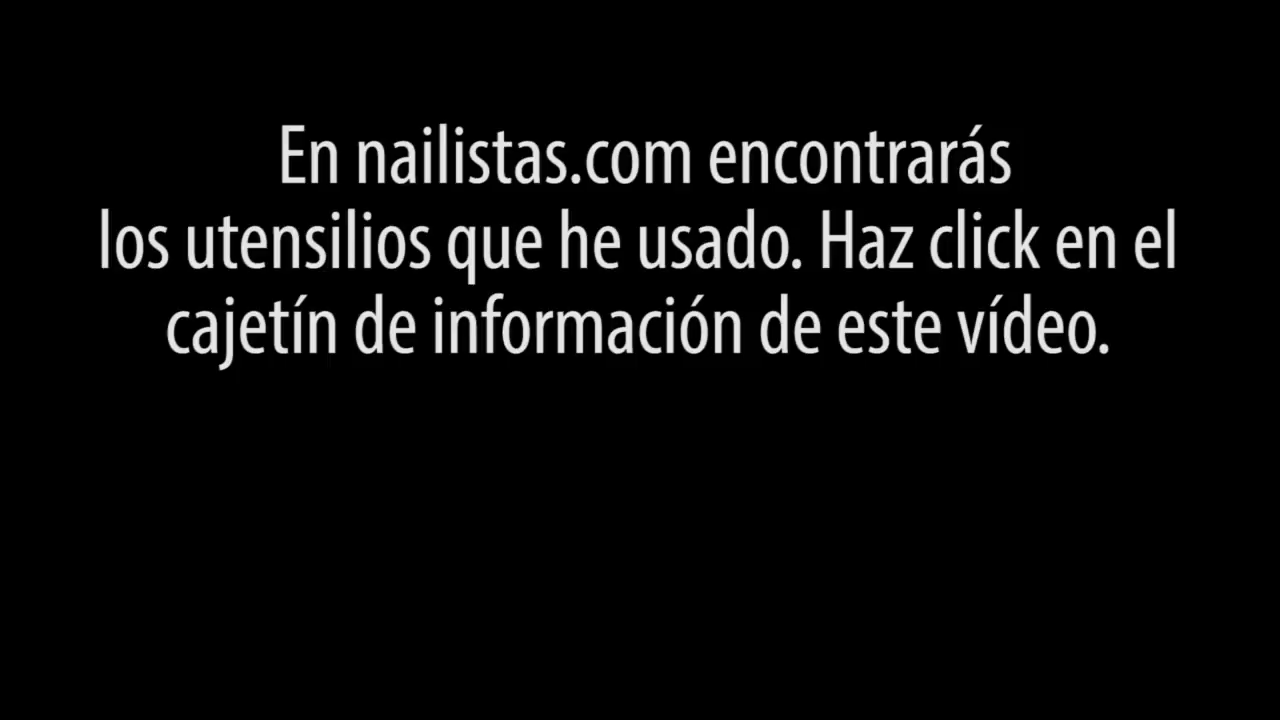 En nailistas.com encontrarás
los utensilios que he usado. Haz click en el
cajetín de información de este vídeo.